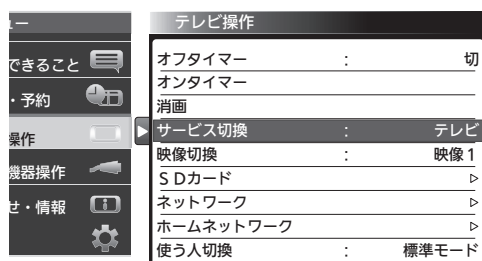 ー
できること
・予約
操作
機器操作
せ・情報
テレビ操作
オフタイマー : 切
オンタイマー
消画
サービス切換 : テレビ
映像切換 : 映像1
SDカード
ネットワーク
ホームネットワーク
使う人切換 : 標準モード